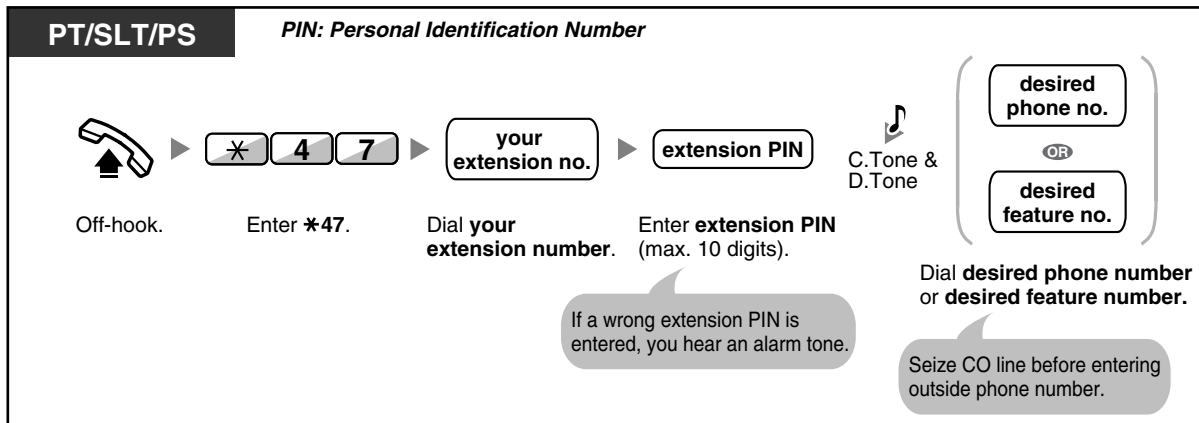 PT/SLT/PS
PIN: Personal Identification Number
4 7
your
extension no.
extension PIN
C.Tone &
D.Tone
desired
phone no.
OR
desired
feature no.
Off-hook.
Enter *47.
Dial your
extension number.
Enter extension PIN
(max. 10 digits).
Dial desired phone number
or desired feature number.
If a wrong extension PIN is
entered, you hear an alarm tone.
Seize CO line before entering
outside phone number.